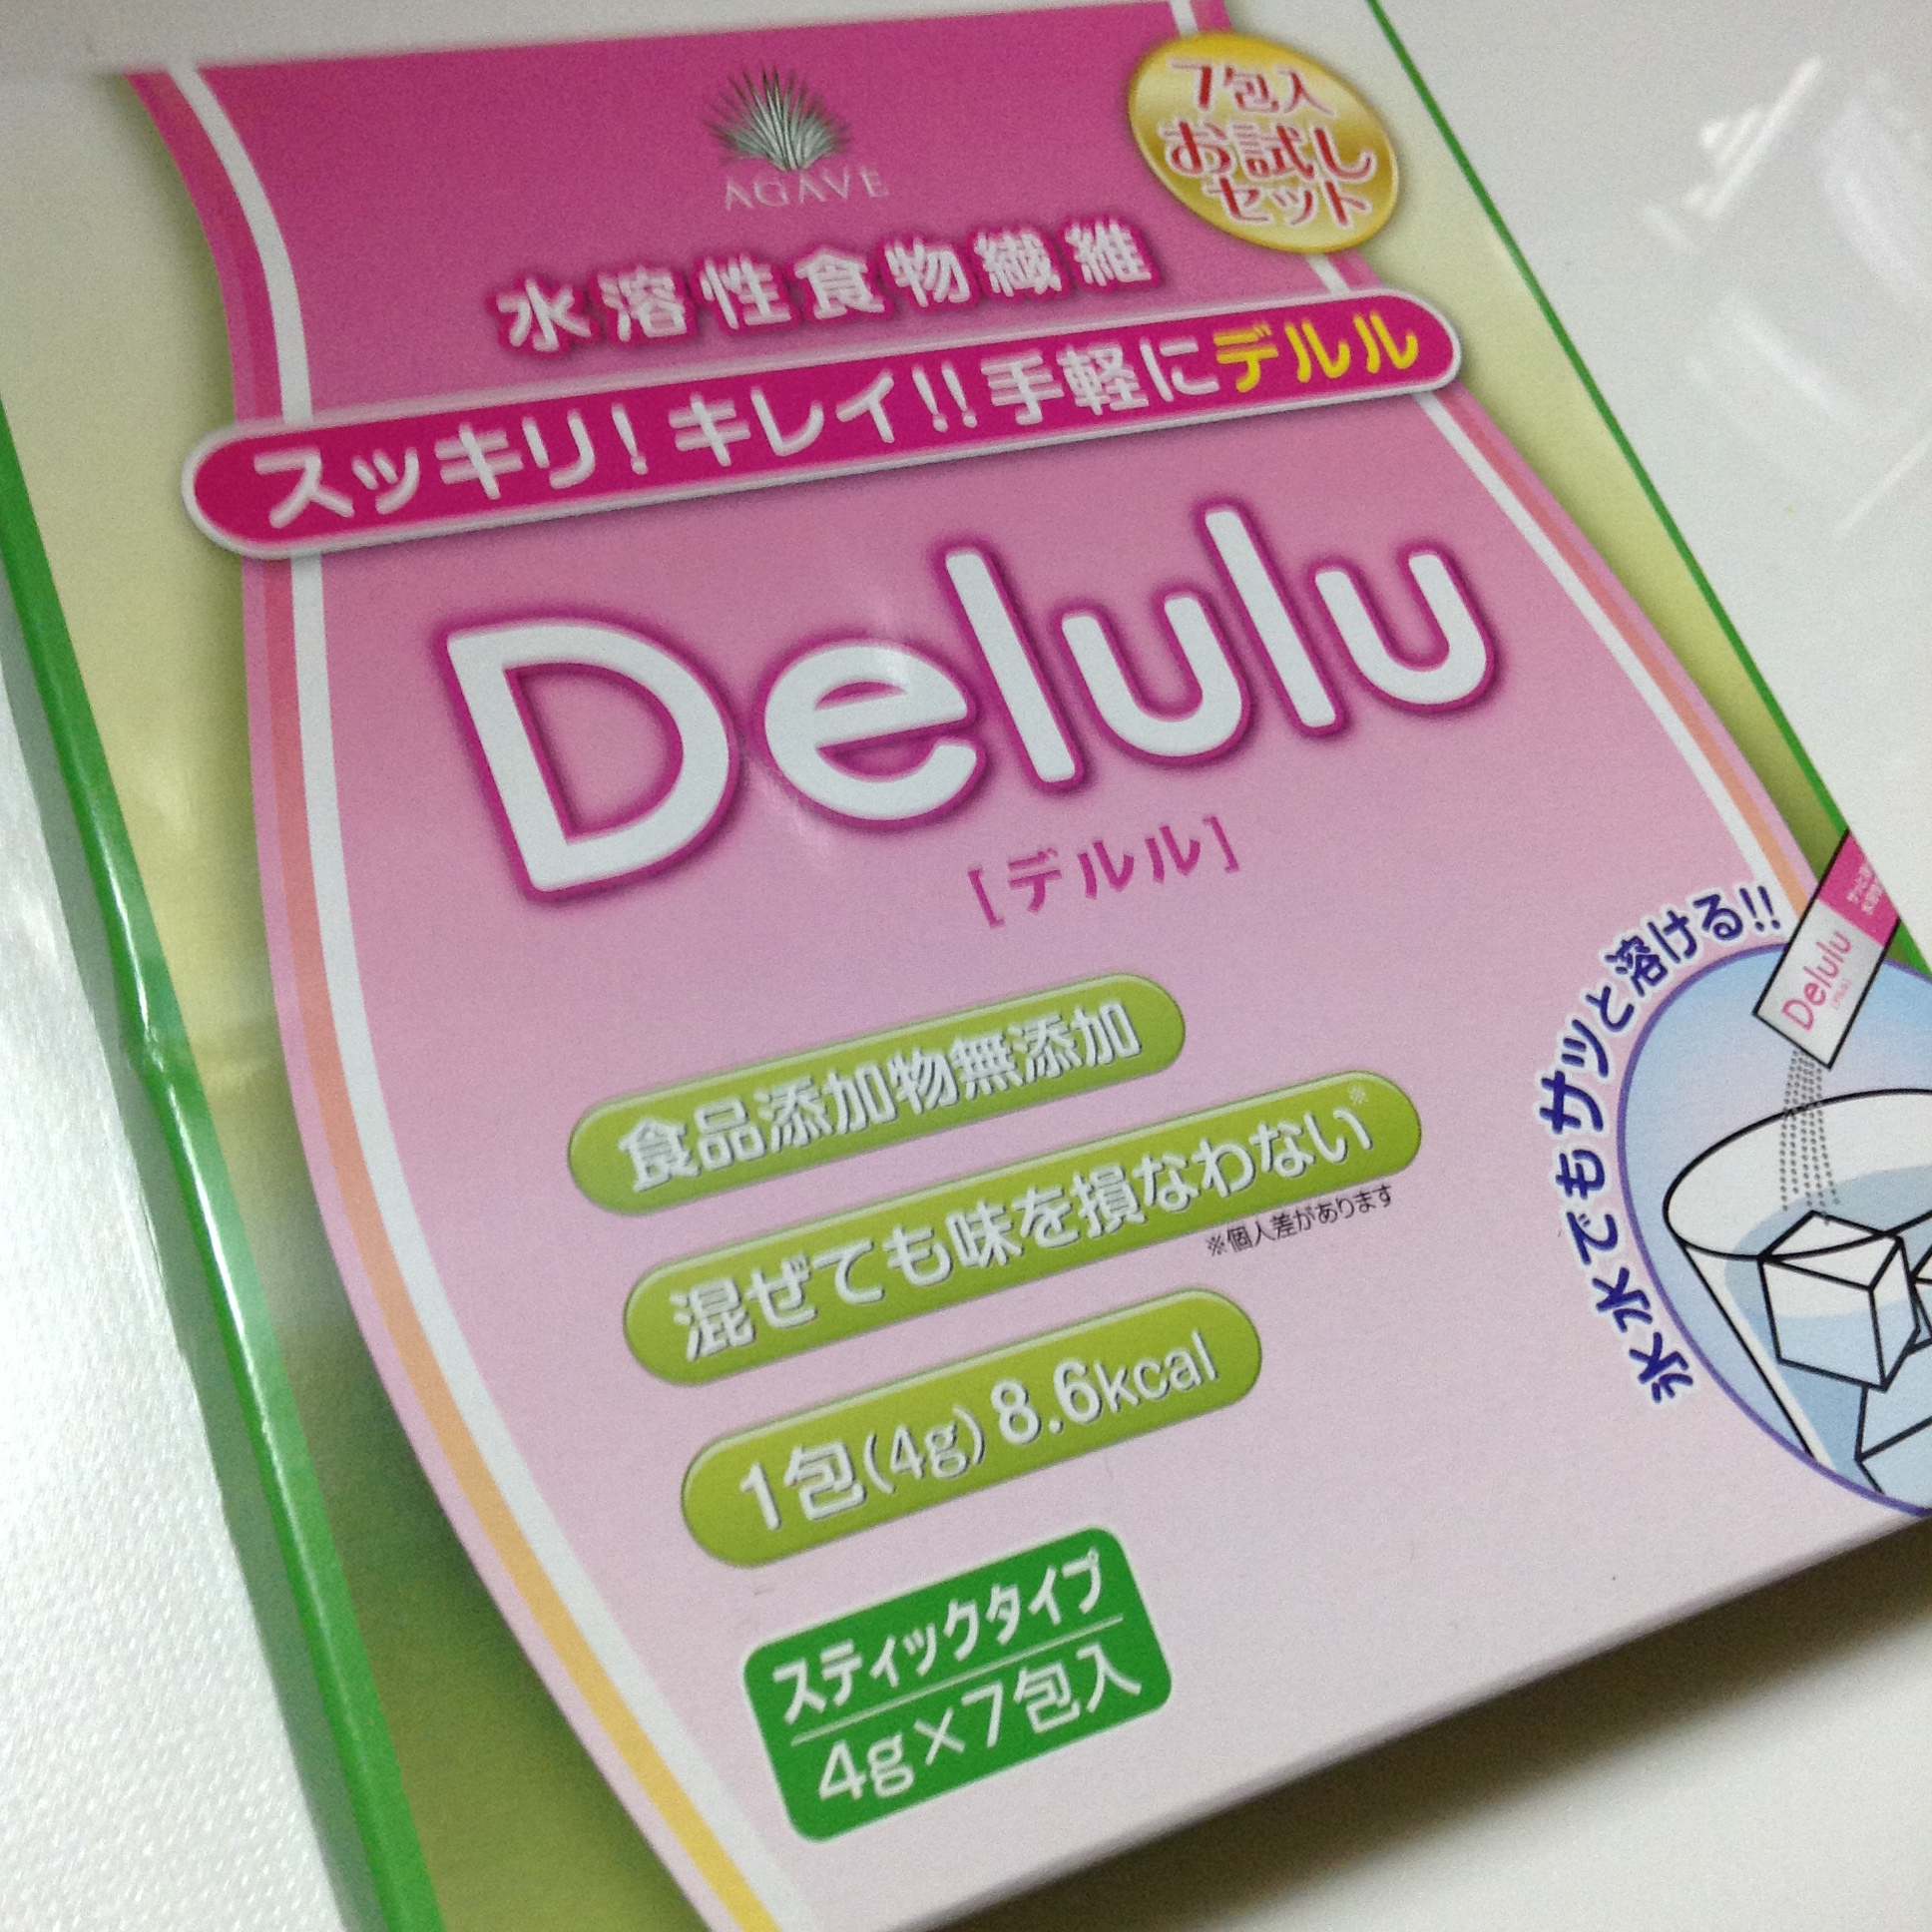 AGAVE
7包入
お試し
セット
水溶性食物繊維
スッキリ!キレイ!!手軽にデルル
Delulu
[デルル]
食品添加物無添加
混ぜても味を損なわない※
※個人差があります
1包(4g)8.6kcal
スティックタイプ
4g×7包入
氷水でもサッと溶ける!!
Delulu